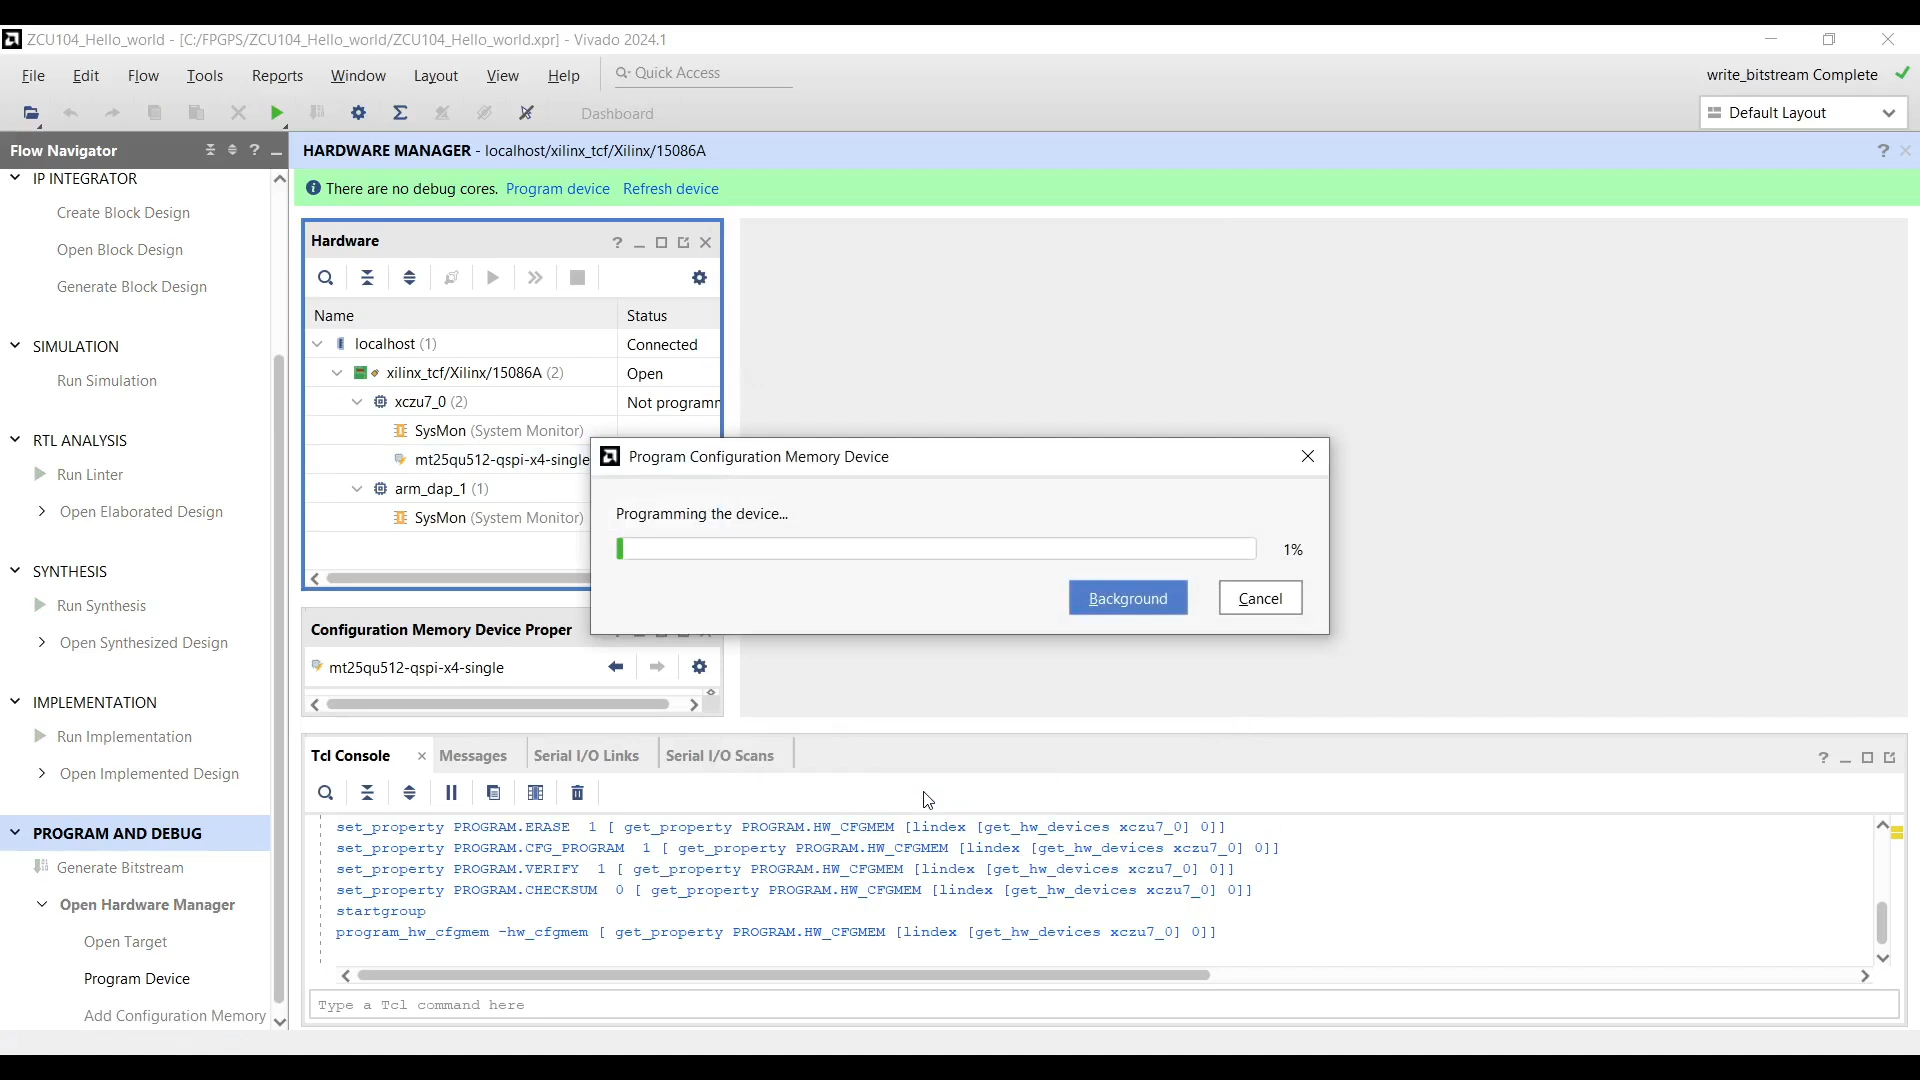 ZCU104_Hello_world - [C:/FPGPS/ZCU104_Hello_world/ZCU104_Hello_world.xpr] - Vivado 2024.1
File Edit Flow Tools Reports Window Layout View Help Quick Access
write_bitstream Complete
Dashboard
Default Layout
Flow Navigator
HARDWARE MANAGER - localhost/xilinx_tcf/Xilinx/15086A
There are no debug cores. Program device Refresh device
IP INTEGRATOR
Create Block Design
Open Block Design
Generate Block Design
SIMULATION
Run Simulation
RTL ANALYSIS
Run Linter
Open Elaborated Design
SYNTHESIS
Run Synthesis
Open Synthesized Design
IMPLEMENTATION
Run Implementation
Open Implemented Design
PROGRAM AND DEBUG
Generate Bitstream
Open Hardware Manager
Open Target
Program Device
Add Configuration Memory
Hardware
Name Status
localhost (1) Connected
xilinx_tcf/Xilinx/15086A (2) Open
xczu7_0 (2) Not programm
SysMon (System Monitor)
mt25qu512-qspi-x4-single
arm_dap_1 (1)
SysMon (System Monitor)
Program Configuration Memory Device
Programming the device...
1%
Background Cancel
Configuration Memory Device Proper
mt25qu512-qspi-x4-single
Tcl Console Messages Serial I/O Links Serial I/O Scans
set_property PROGRAM.ERASE 1 [ get_property PROGRAM.HW_CFGMEM [lindex [get_hw_devices xczu7_0] 0]]
set_property PROGRAM.CFG_PROGRAM 1 [ get_property PROGRAM.HW_CFGMEM [lindex [get_hw_devices xczu7_0] 0]]
set_property PROGRAM.VERIFY 1 [ get_property PROGRAM.HW_CFGMEM [lindex [get_hw_devices xczu7_0] 0]]
set_property PROGRAM.CHECKSUM 0 [ get_property PROGRAM.HW_CFGMEM [lindex [get_hw_devices xczu7_0] 0]]
startgroup
program_hw_cfgmem -hw_cfgmem [ get_property PROGRAM.HW_CFGMEM [lindex [get_hw_devices xczu7_0] 0]]
Type a Tcl command here